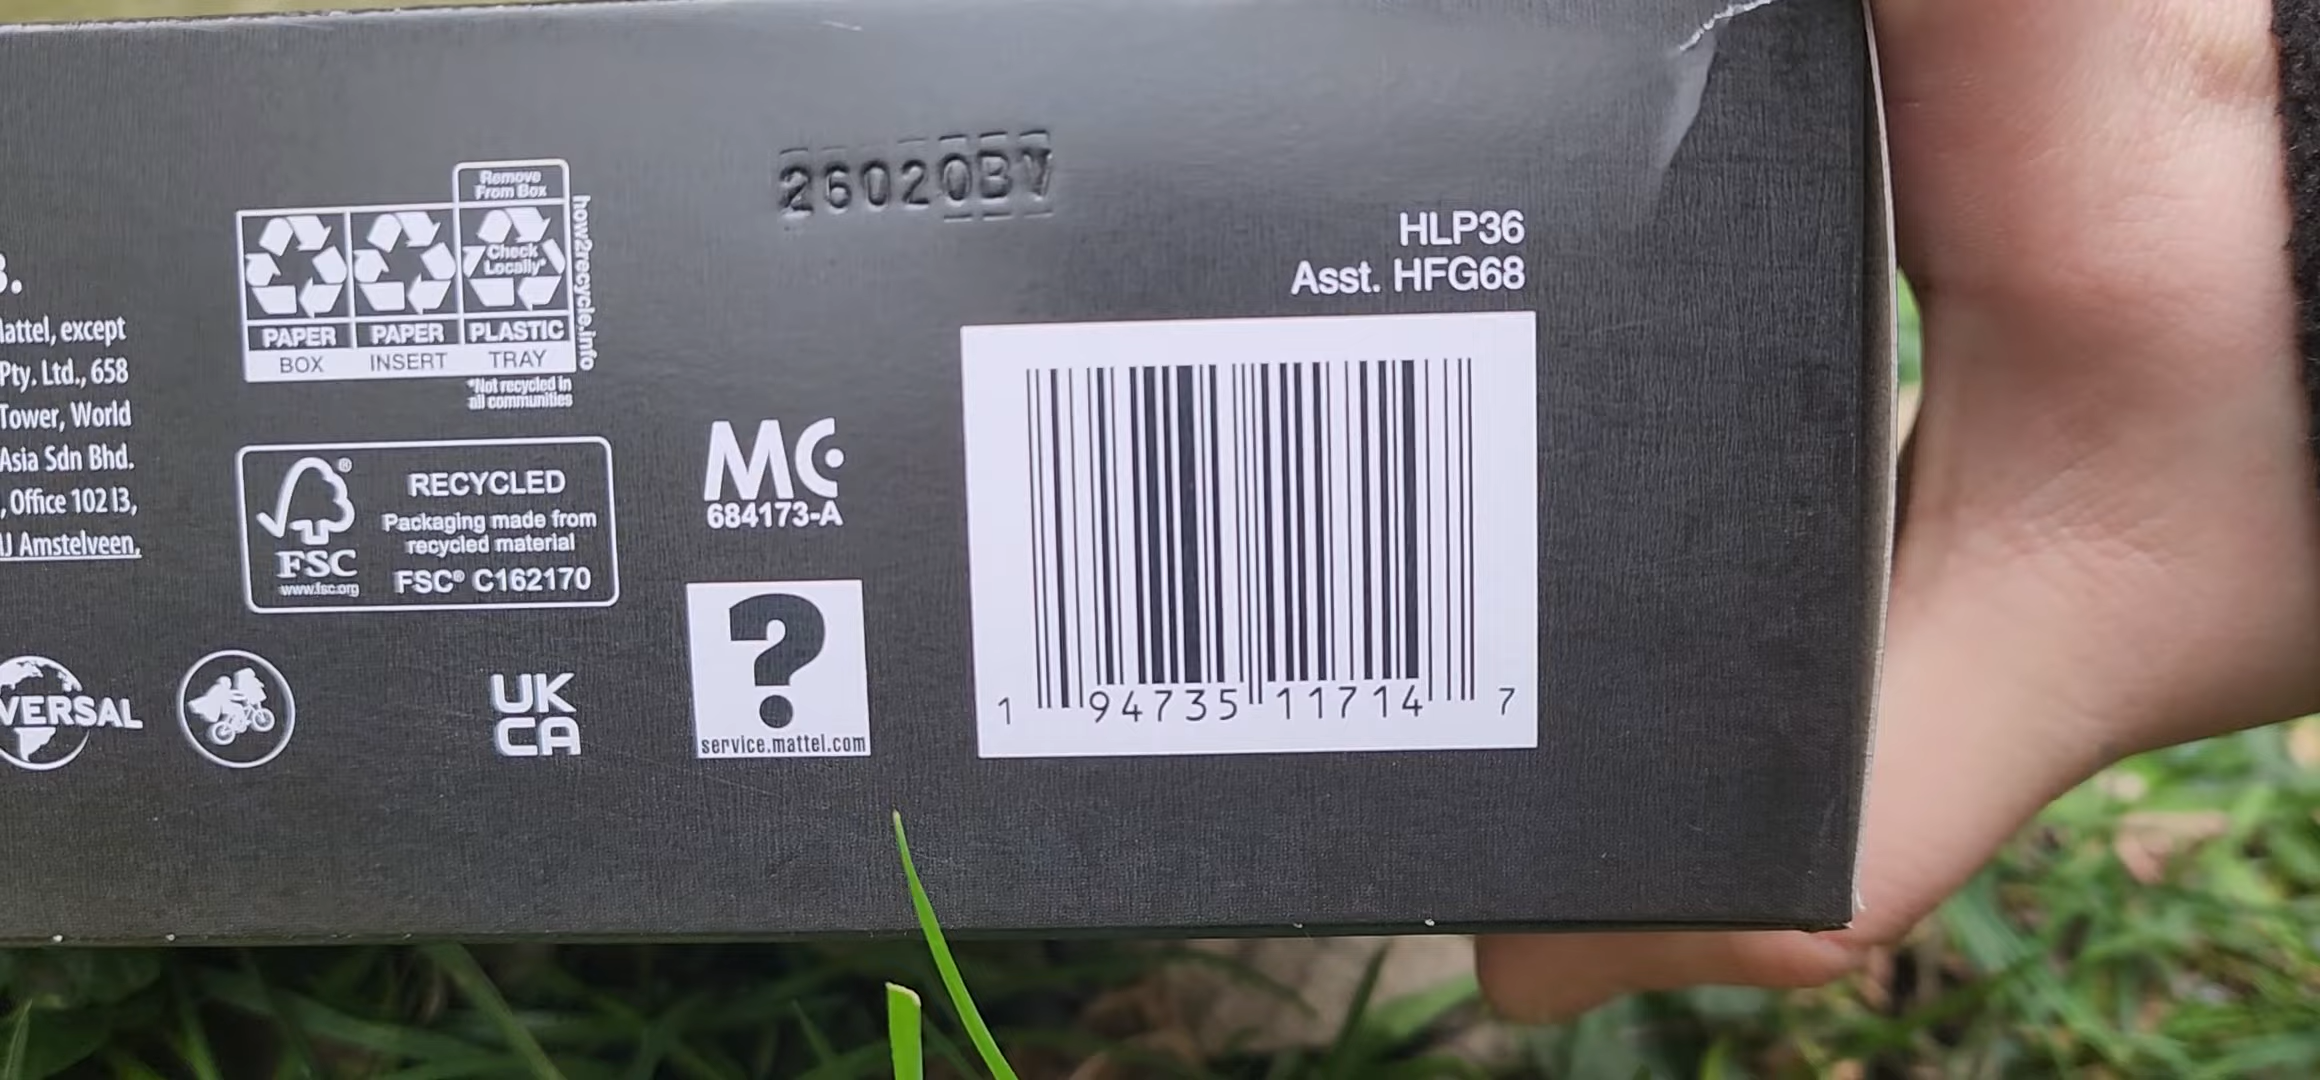 26020BV
HLP36
Asst. HFG68
Remove
From Box
Check
Locally*
PAPER PAPER PLASTIC
BOX INSERT TRAY
how2recycle.info
*Not recycled in
all communities
3.
Mattel, except
Pty. Ltd., 658
Tower, World
Asia Sdn Bhd.
, Office 102 I3,
IJ Amstelveen,
FSC
www.fsc.org
RECYCLED
Packaging made from
recycled material
FSC® C162170
MC
684173-A
VERSAL
UK
CA
?
service.mattel.com
1 94735 11714 7